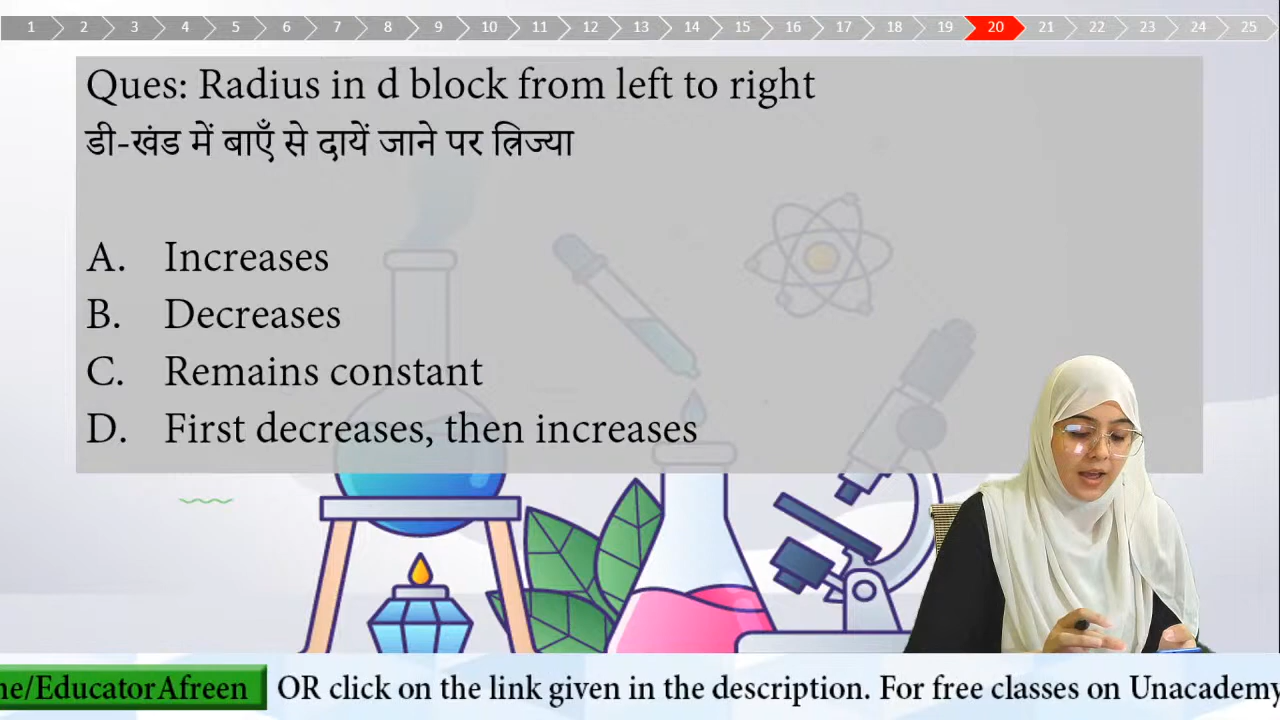 1 2 3 4 5 6 7 8 9 10 11 12 13 14 15 16 17 18 19 20 21 22 23 24 25
Ques: Radius in d block from left to right
डी-खंड में बाएँ से दायें जाने पर त्रिज्या
A. Increases
B. Decreases
C. Remains constant
D. First decreases, then increases
ne/EducatorAfreen OR click on the link given in the description. For free classes on Unacademy